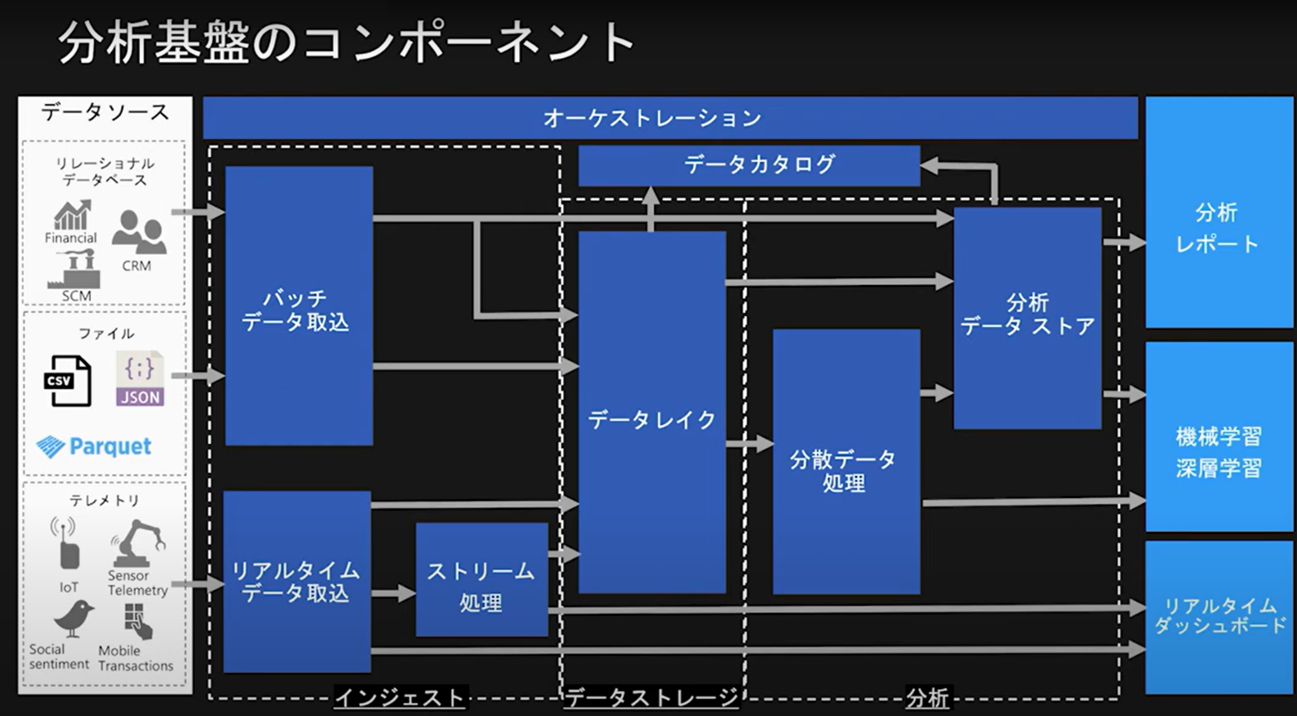 分析基盤のコンポーネント
データソース
リレーショナル
データベース
Financial
CRM
SCM
ファイル
CSV
{;}
JSON
Parquet
テレメトリ
IoT
Sensor
Telemetry
Social
sentiment
Mobile
Transactions
オーケストレーション
データカタログ
バッチ
データ取込
リアルタイム
データ取込
ストリーム
処理
データレイク
分散データ
処理
分析
データ ストア
インジェスト
データストレージ
分析
分析
レポート
機械学習
深層学習
リアルタイム
ダッシュボード